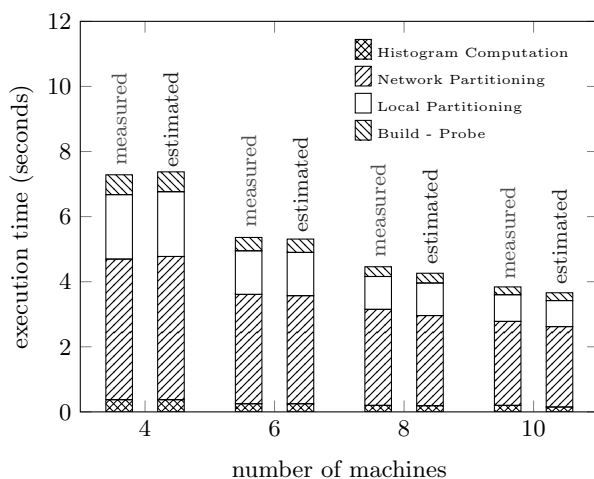 12
10
8
6
4
2
0
execution time (seconds)
Histogram Computation
Network Partitioning
Local Partitioning
Build - Probe
measured
estimated
measured
estimated
measured
estimated
measured
estimated
4
6
8
10
number of machines